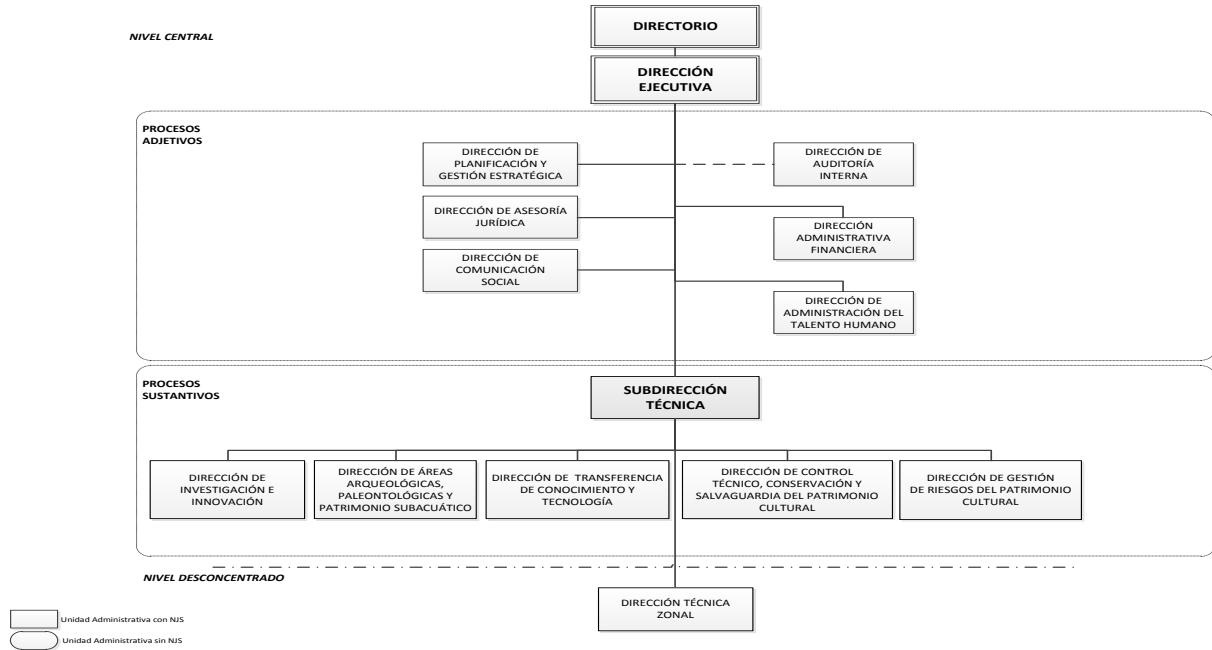 NIVEL CENTRAL
DIRECTORIO
DIRECCIÓN
EJECUTIVA
PROCESOS
ADJETIVOS
DIRECCIÓN DE
PLANIFICACIÓN Y
GESTIÓN ESTRATÉGICA
DIRECCIÓN DE
AUDITORÍA
INTERNA
DIRECCIÓN DE ASESORÍA
JURÍDICA
DIRECCIÓN
ADMINISTRATIVA
FINANCIERA
DIRECCIÓN DE
COMUNICACIÓN
SOCIAL
DIRECCIÓN DE
ADMINISTRACIÓN DEL
TALENTO HUMANO
PROCESOS
SUSTANTIVOS
SUBDIRECCIÓN
TÉCNICA
DIRECCIÓN DE
INVESTIGACIÓN E
INNOVACIÓN
DIRECCIÓN DE ÁREAS
ARQUEOLÓGICAS,
PALEONTOLÓGICAS Y
PATRIMONIO SUBACUÁTICO
DIRECCIÓN DE TRANSFERENCIA
DE CONOCIMIENTO Y
TECNOLOGÍA
DIRECCIÓN DE CONTROL
TÉCNICO, CONSERVACIÓN Y
SALVAGUARDIA DEL PATRIMONIO
CULTURAL
DIRECCIÓN DE GESTIÓN
DE RIESGOS DEL PATRIMONIO
CULTURAL
NIVEL DESCONCENTRADO
DIRECCIÓN TÉCNICA
ZONAL
Unidad Administrativa con NJS
Unidad Administrativa sin NJS